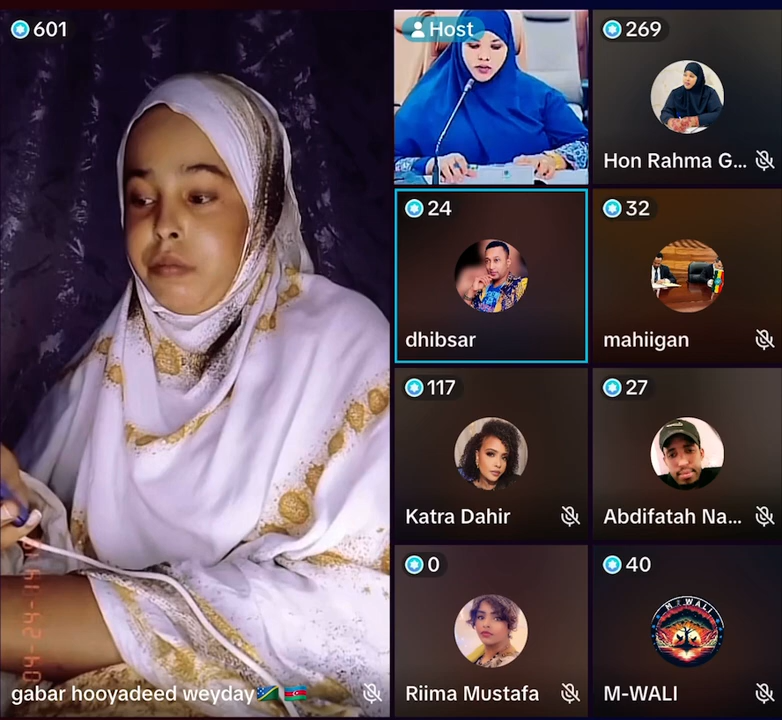 601
Host
269
Hon Rahma G...
24
dhibsar
32
mahiigan
117
Katra Dahir
27
Abdifatah Na...
0
Riima Mustafa
40
M-WALI
M-WALI
gabar hooyadeed weyday🇸🇧 🇦🇿